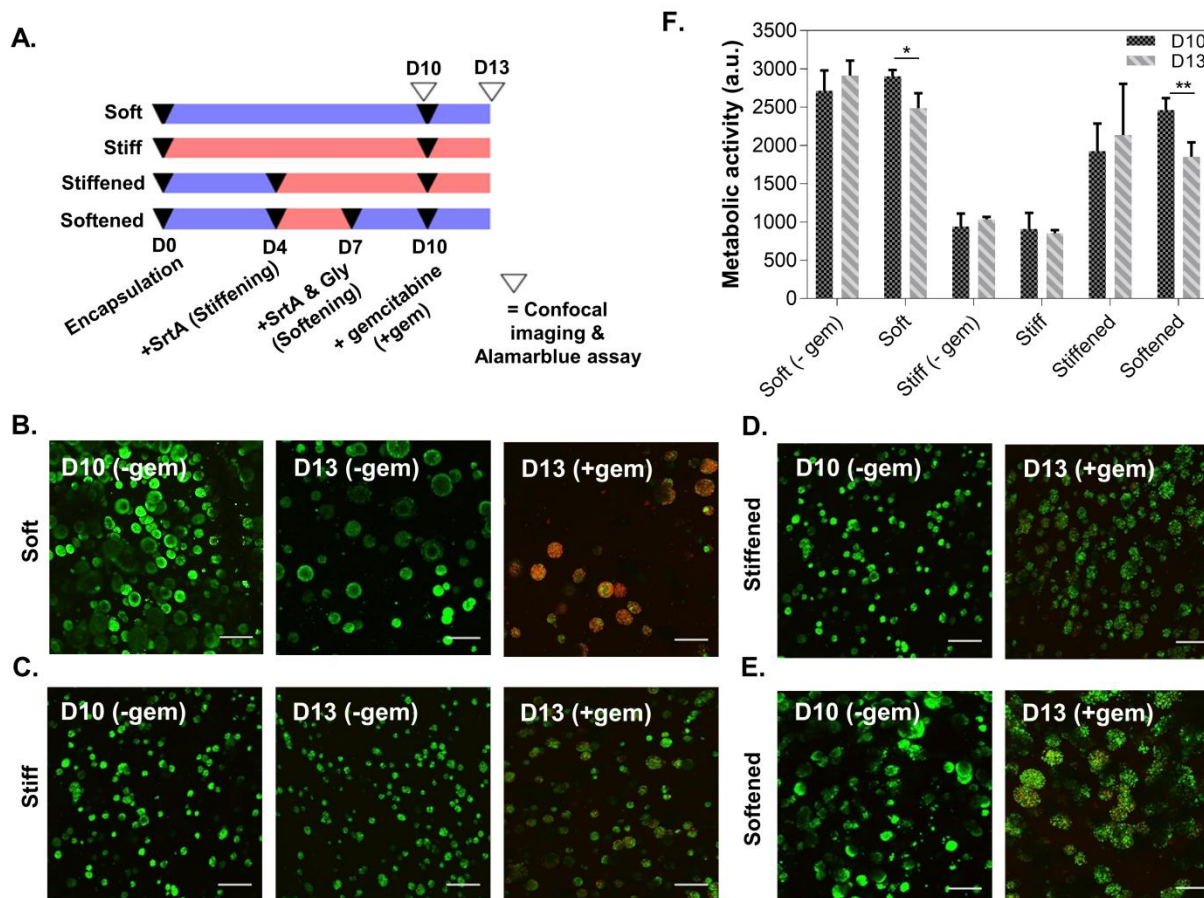 A.
D10 D13
Soft
Stiff
Stiffened
Softened
D0 D4 D7 D10
Encapsulation
+SrtA (Stiffening)
+SrtA & Gly
(Softening)
+ gemcitabine
(+gem)
= Confocal
imaging &
Alamarblue assay
F.
Metabolic activity (a.u.)
3500
3000
2500
2000
1500
1000
500
0
D10
D13
*
**
Soft (- gem)
Soft
Stiff (- gem)
Stiff
Stiffened
Softened
B.
Soft
D10 (-gem)
D13 (-gem)
D13 (+gem)
D.
Stiffened
D10 (-gem)
D13 (+gem)
C.
Stiff
D10 (-gem)
D13 (-gem)
D13 (+gem)
E.
Softened
D10 (-gem)
D13 (+gem)